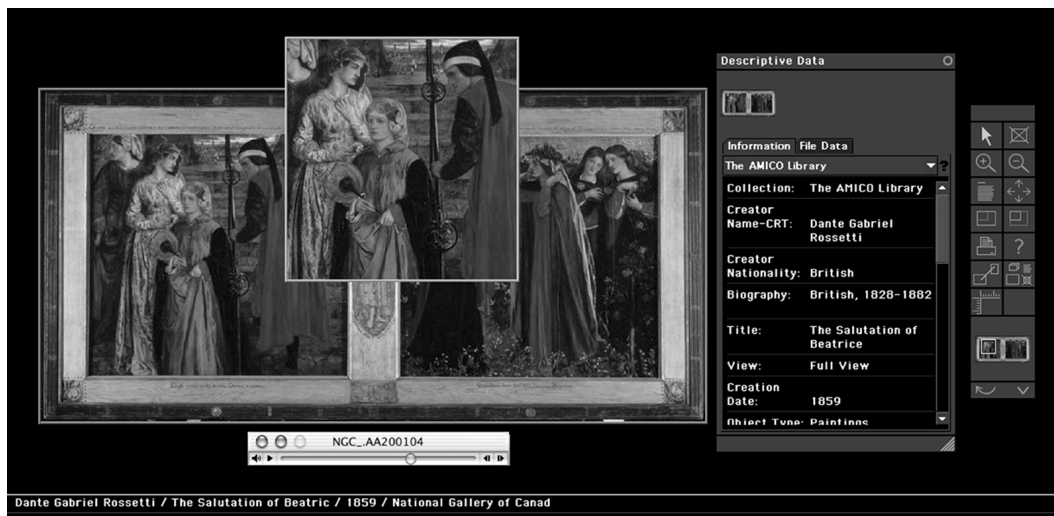 Descriptive Data
Information File Data
The AMICO Library
?
Collection: The AMICO Library
Creator
Name-CRT: Dante Gabriel
Rossetti
Creator
Nationality: British
Biography: British, 1828-1882
Title: The Salutation of
Beatrice
View: Full View
Creation
Date: 1859
Object Type: Paintings
?
NGC_.AA200104
Dante Gabriel Rossetti / The Salutation of Beatric / 1859 / National Gallery of Canad